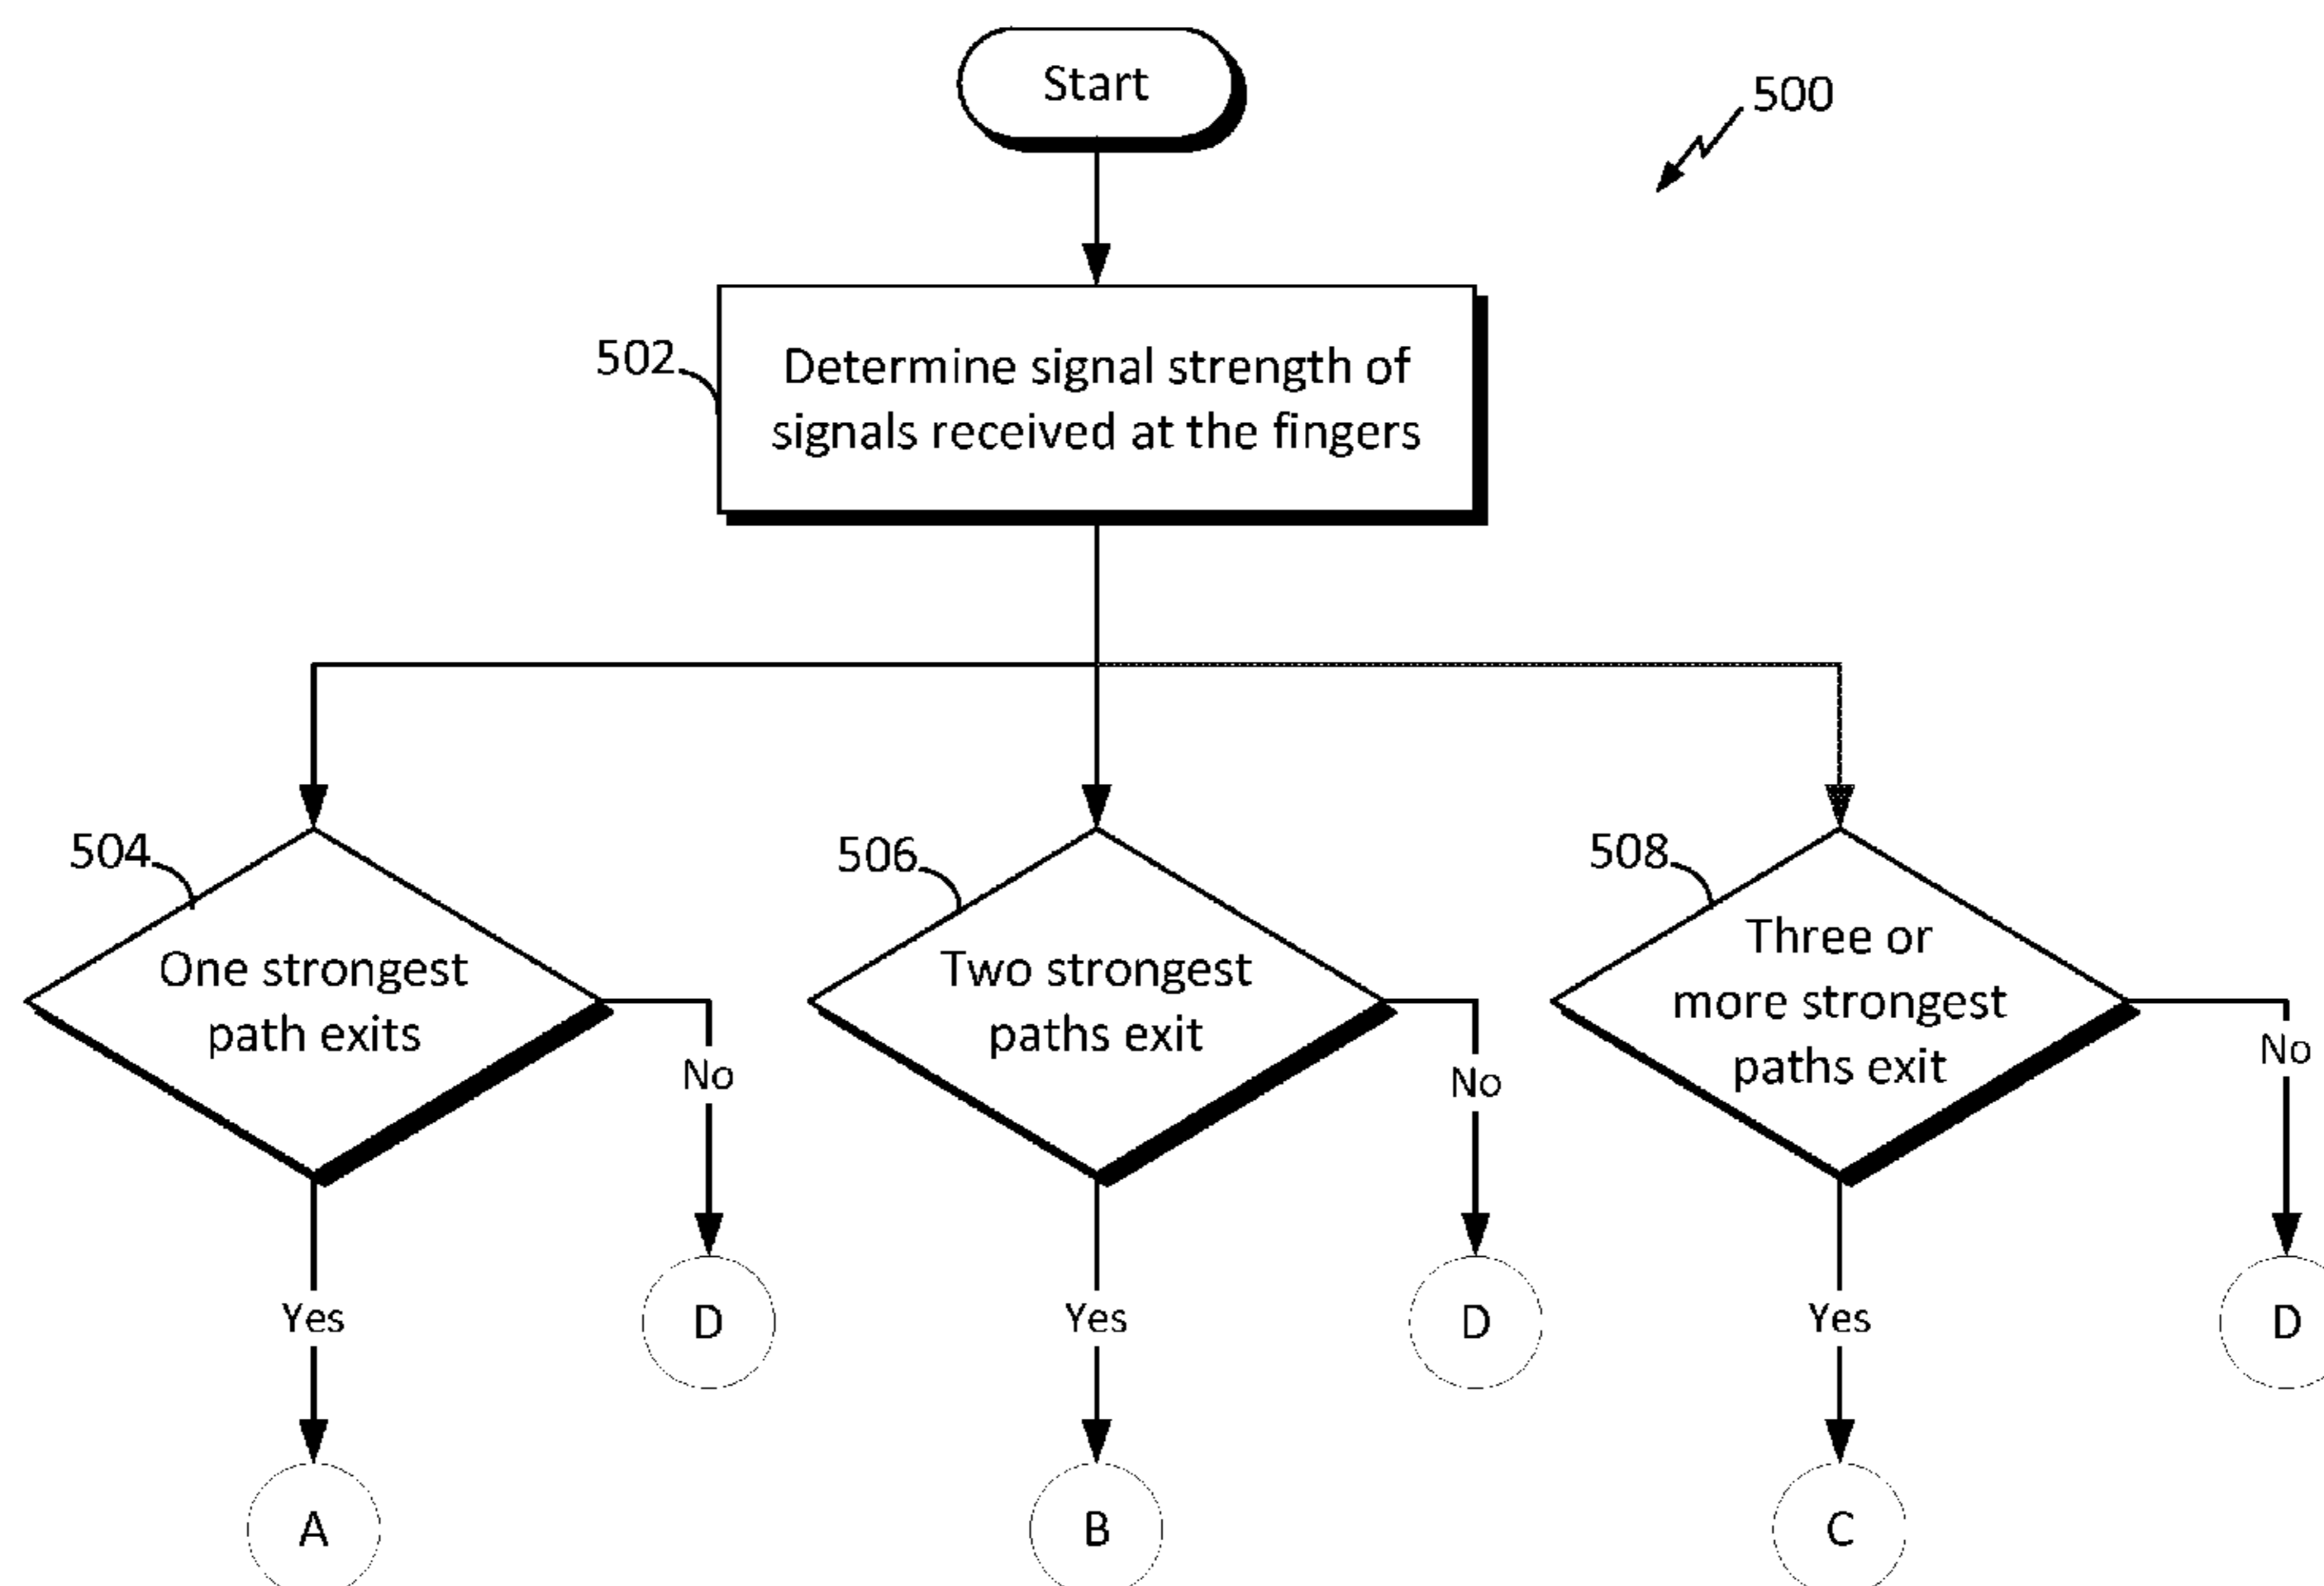 Start
500
502
Determine signal strength of
signals received at the fingers
504
One strongest
path exits
506
Two strongest
paths exit
508
Three or
more strongest
paths exit
No
No
No
Yes
D
Yes
D
Yes
D
A
B
C